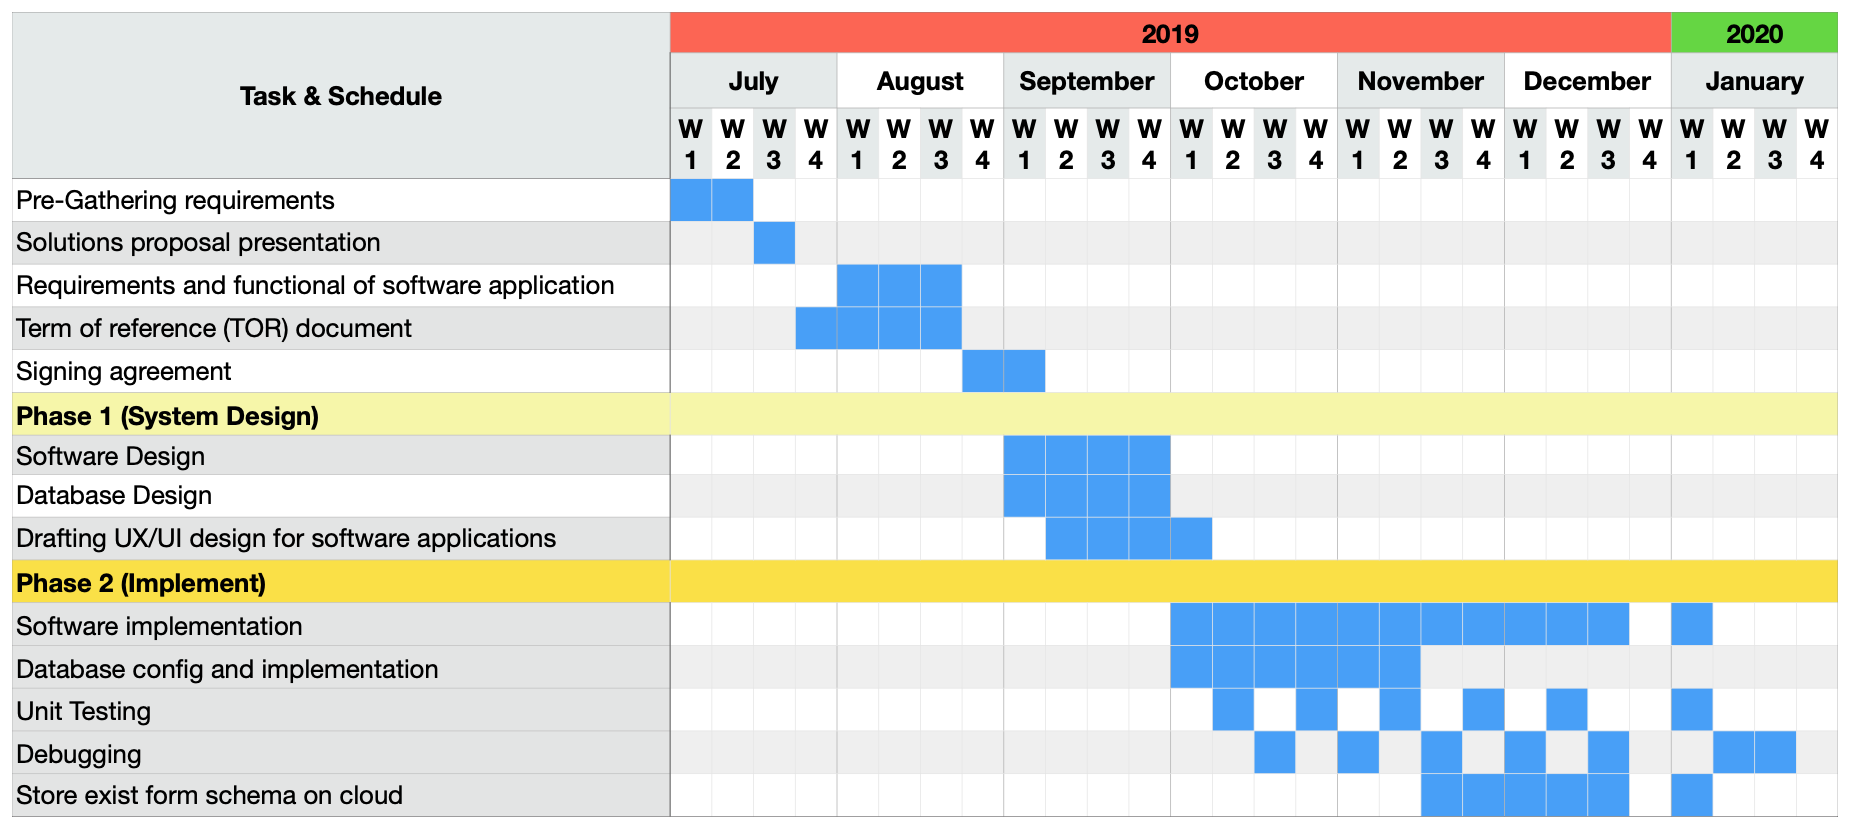 2019 2020
Task & Schedule
July August September October November December January
W W W W W W W W W W W W W W W W W W W W W W W W W W W W
1 2 3 4 1 2 3 4 1 2 3 4 1 2 3 4 1 2 3 4 1 2 3 4 1 2 3 4
Pre-Gathering requirements
Solutions proposal presentation
Requirements and functional of software application
Term of reference (TOR) document
Signing agreement
Phase 1 (System Design)
Software Design
Database Design
Drafting UX/UI design for software applications
Phase 2 (Implement)
Software implementation
Database config and implementation
Unit Testing
Debugging
Store exist form schema on cloud